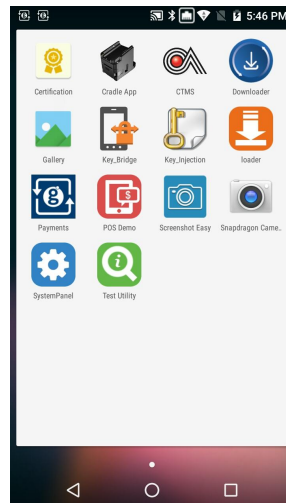 5:46 PM
Certification Cradle App CTMS Downloader
Gallery Key_Bridge Key_Injection loader
Payments POS Demo Screenshot Easy Snapdragon Came..
SystemPanel Test Utility